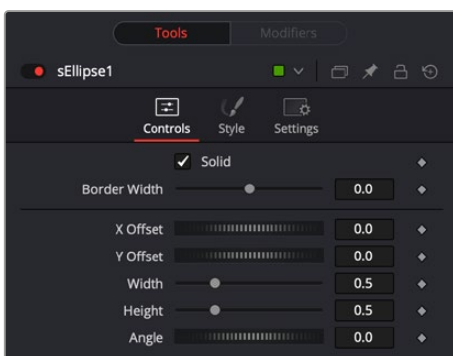 Tools Modifiers
sEllipse1
Controls Style Settings
Solid
Border Width 0.0
X Offset 0.0
Y Offset 0.0
Width 0.5
Height 0.5
Angle 0.0